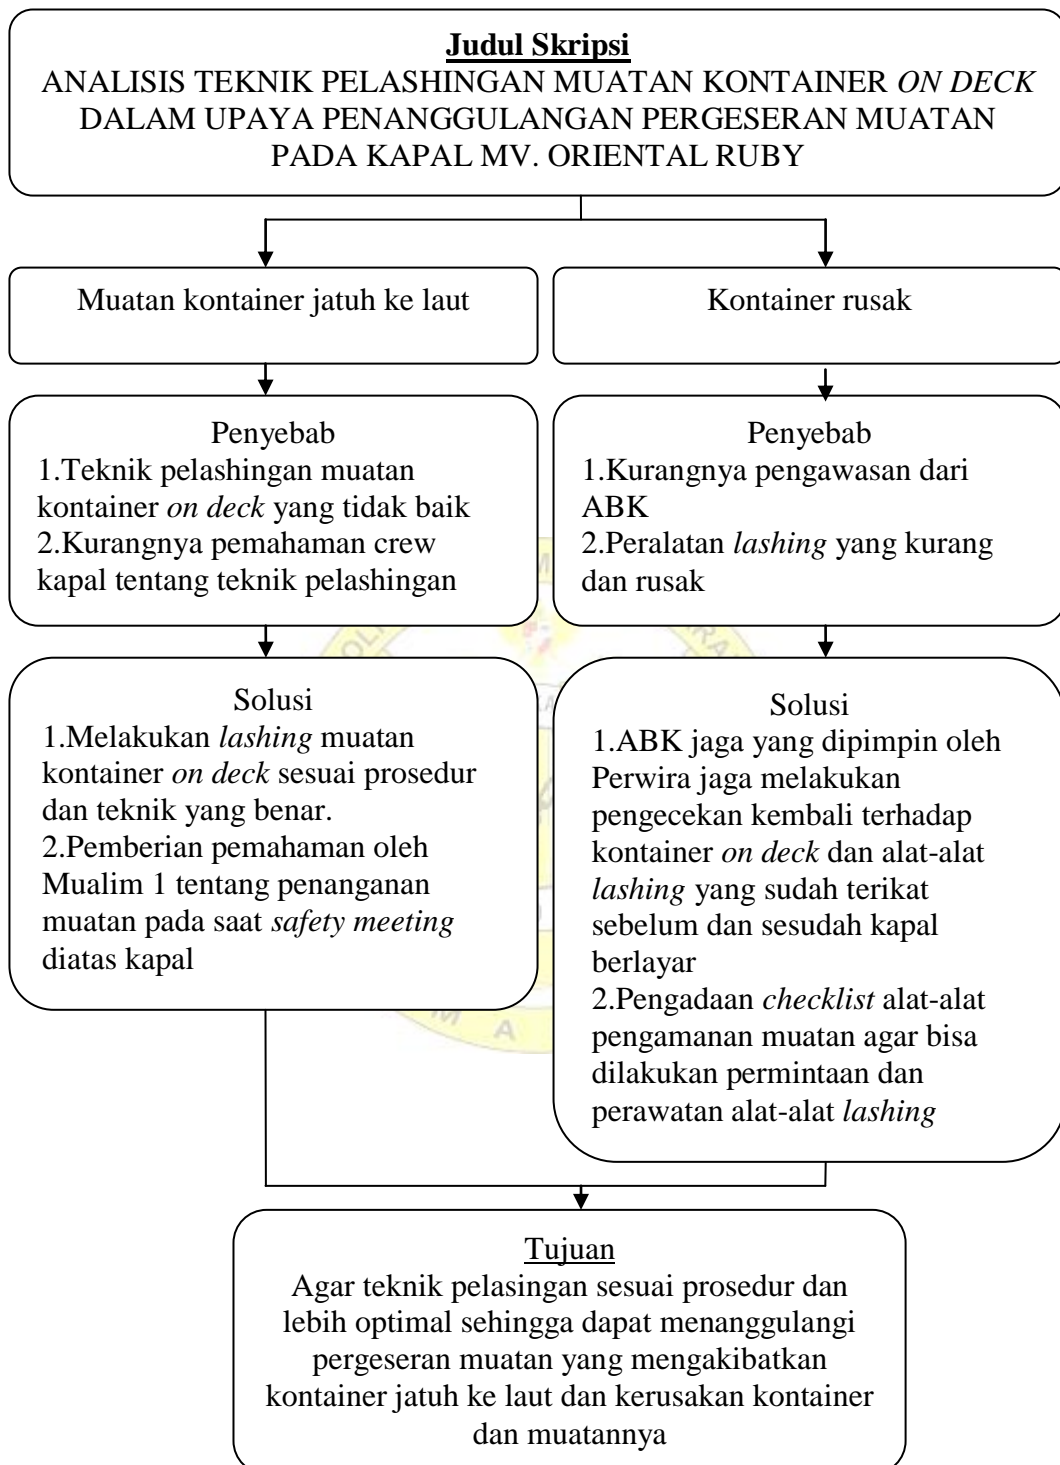 Judul Skripsi
ANALISIS TEKNIK PELASHINGAN MUATAN KONTAINER ON DECK
DALAM UPAYA PENANGGULANGAN PERGESERAN MUATAN
PADA KAPAL MV. ORIENTAL RUBY
Muatan kontainer jatuh ke laut
Kontainer rusak
Penyebab
1.Teknik pelashingan muatan
kontainer on deck yang tidak baik
2.Kurangnya pemahaman crew
kapal tentang teknik pelashingan
Penyebab
1.Kurangnya pengawasan dari
ABK
2.Peralatan lashing yang kurang
dan rusak
Solusi
1.Melakukan lashing muatan
kontainer on deck sesuai prosedur
dan teknik yang benar.
2.Pemberian pemahaman oleh
Mualim 1 tentang penanganan
muatan pada saat safety meeting
diatas kapal
Solusi
1.ABK jaga yang dipimpin oleh
Perwira jaga melakukan
pengecekan kembali terhadap
kontainer on deck dan alat-alat
lashing yang sudah terikat
sebelum dan sesudah kapal
berlayar
2.Pengadaan checklist alat-alat
pengamanan muatan agar bisa
dilakukan permintaan dan
perawatan alat-alat lashing
Tujuan
Agar teknik pelasingan sesuai prosedur dan
lebih optimal sehingga dapat menanggulangi
pergeseran muatan yang mengakibatkan
kontainer jatuh ke laut dan kerusakan kontainer
dan muatannya